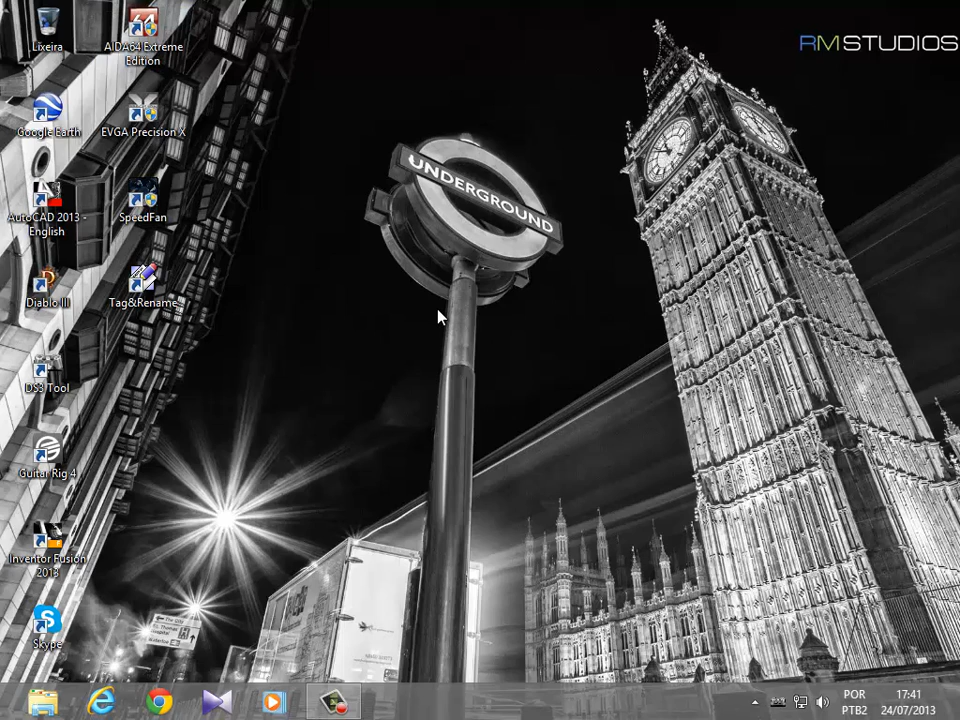 Lixeira
AIDA64 Extreme
Edition
RMSTUDIOS
Google Earth
EVGA Precision X
UNDERGROUND
AutoCAD 2013 -
English
SpeedFan
Diablo III
Tag&Rename
DS3 Tool
Guitar Rig 4
Inventor Fusion
2013
Skype
POR
PTB2
17:41
24/07/2013